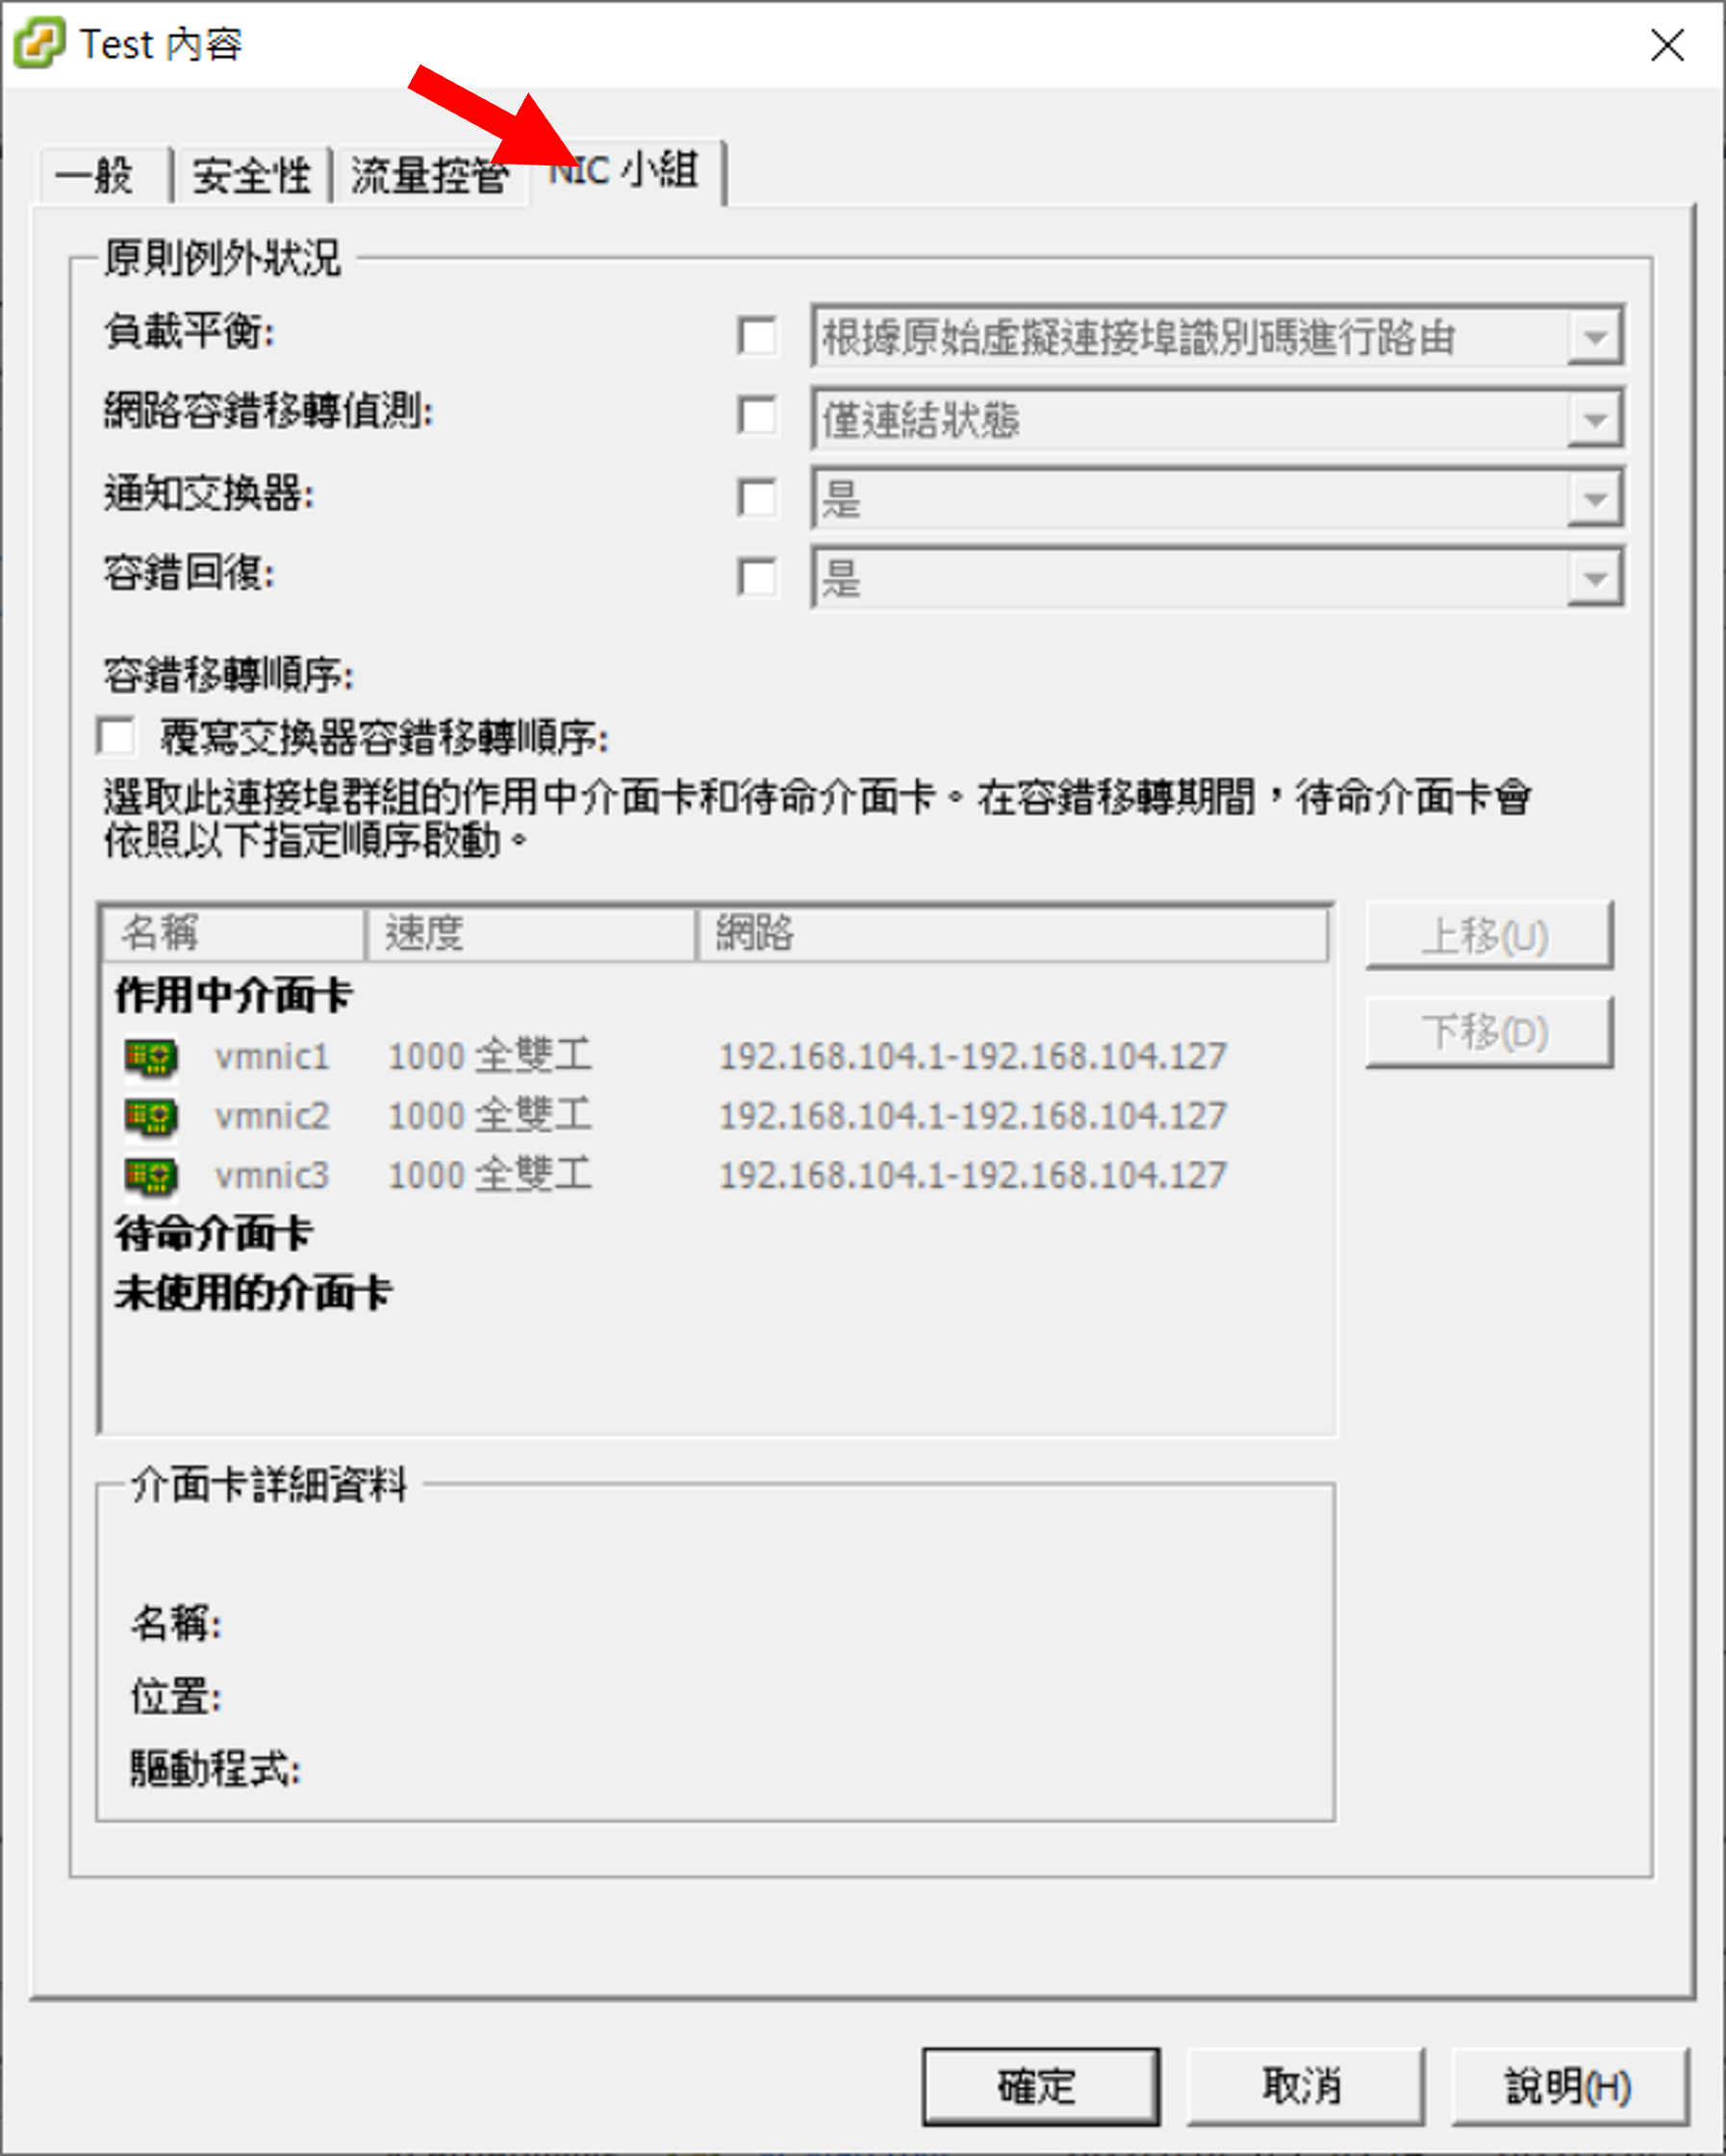 Test 內容
一般 安全性 流量控管 NIC 小組
原則例外狀況
負載平衡: 根據原始虛擬連接埠識別碼進行路由
網路容錯移轉偵測: 僅連結狀態
通知交換器: 是
容錯回復: 是
容錯移轉順序:
覆寫交換器容錯移轉順序:
選取此連接埠群組的作用中介面卡和待命介面卡。在容錯移轉期間，待命介面卡會
依照以下指定順序啟動。
名稱 速度 網路
上移(U)
作用中介面卡
下移(D)
vmnic1 1000 全雙工 192.168.104.1-192.168.104.127
vmnic2 1000 全雙工 192.168.104.1-192.168.104.127
vmnic3 1000 全雙工 192.168.104.1-192.168.104.127
待命介面卡
未使用的介面卡
介面卡詳細資料
名稱:
位置:
驅動程式:
確定 取消 說明(H)